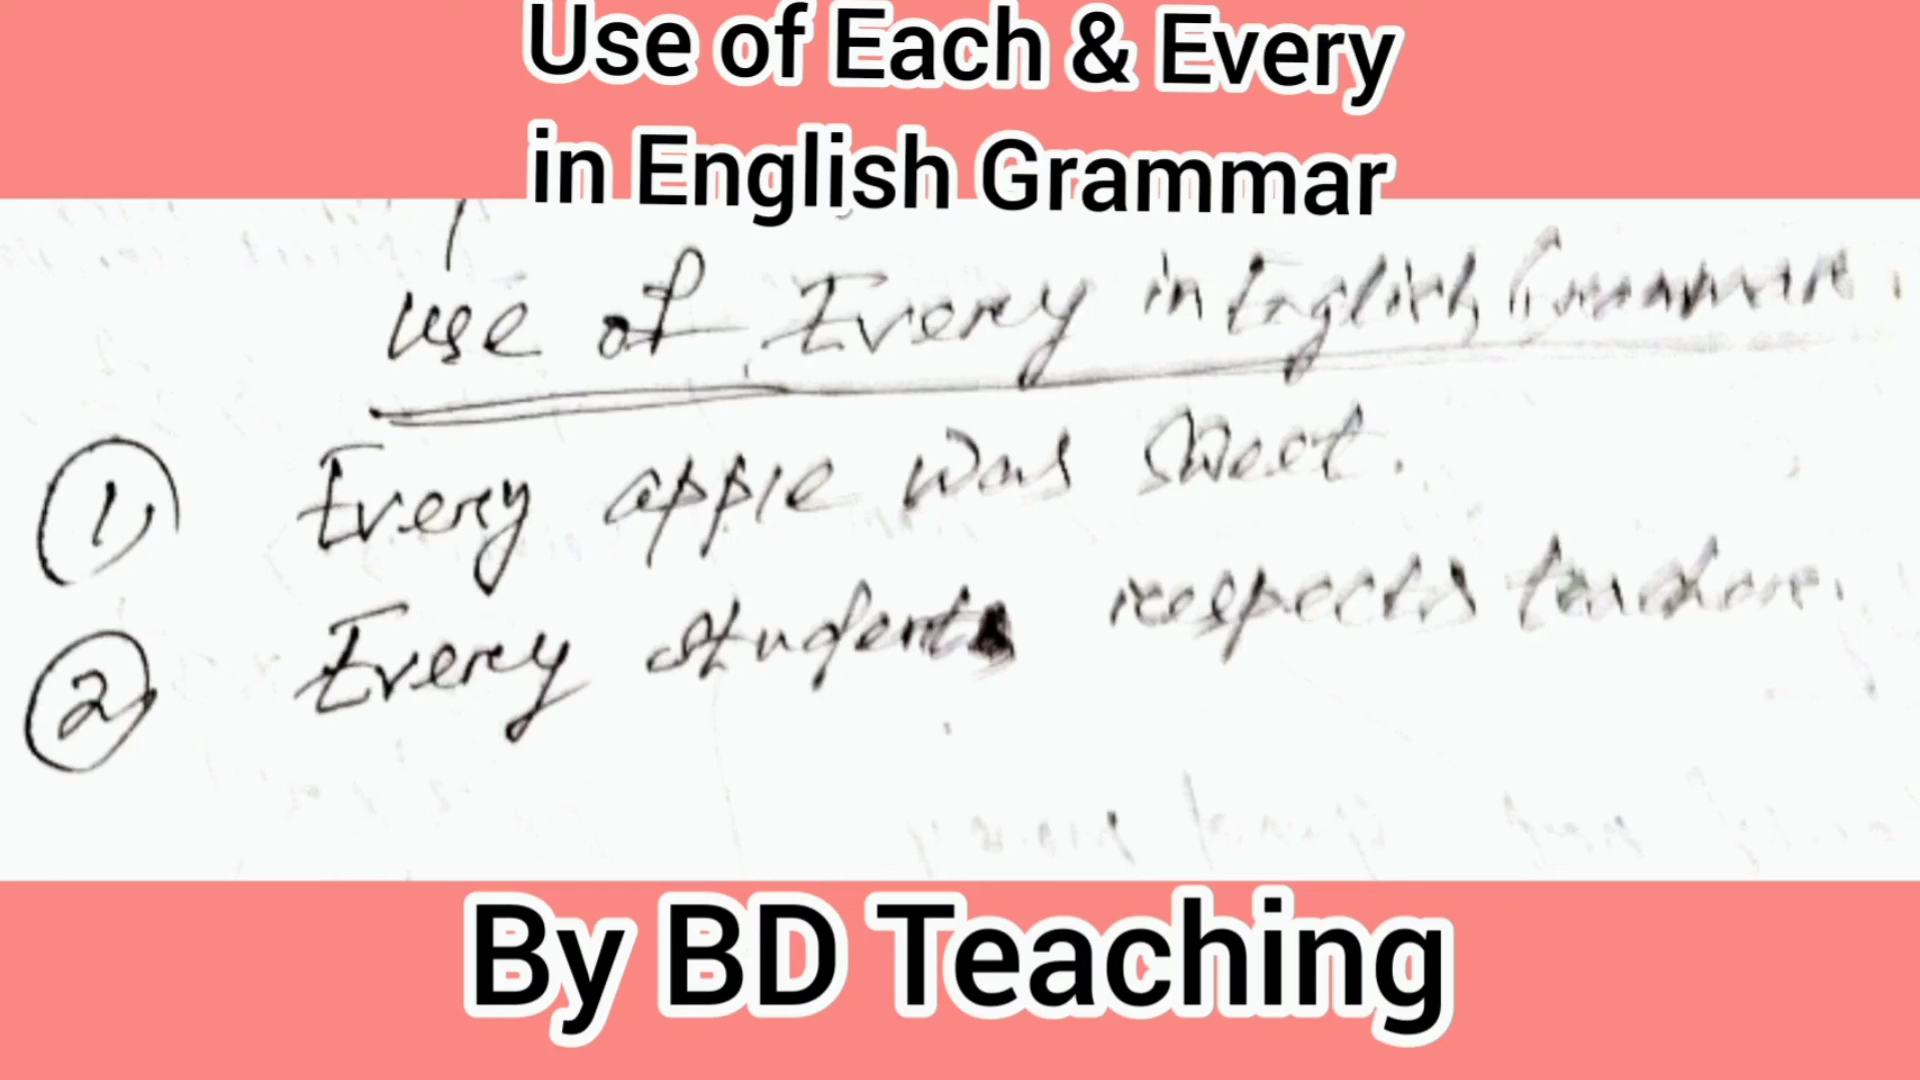 Use of Each & Every
in English Grammar
Use of Every in English Grammar.
1, Every apple was sweet.
2, Every student respects teachers.
By BD Teaching